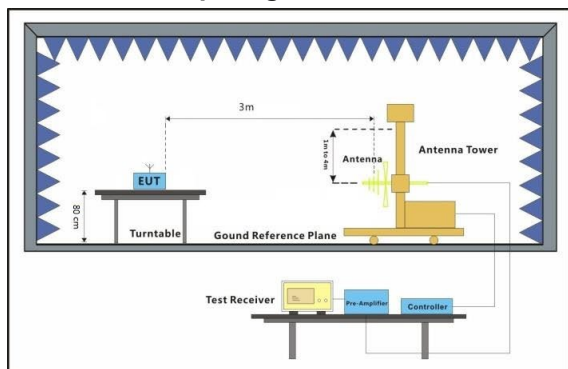 3m
1m to 4m
Antenna
Antenna Tower
EUT
80 cm
Turntable
Gound Reference Plane
Test Receiver
Pre-Amplifier
Controller